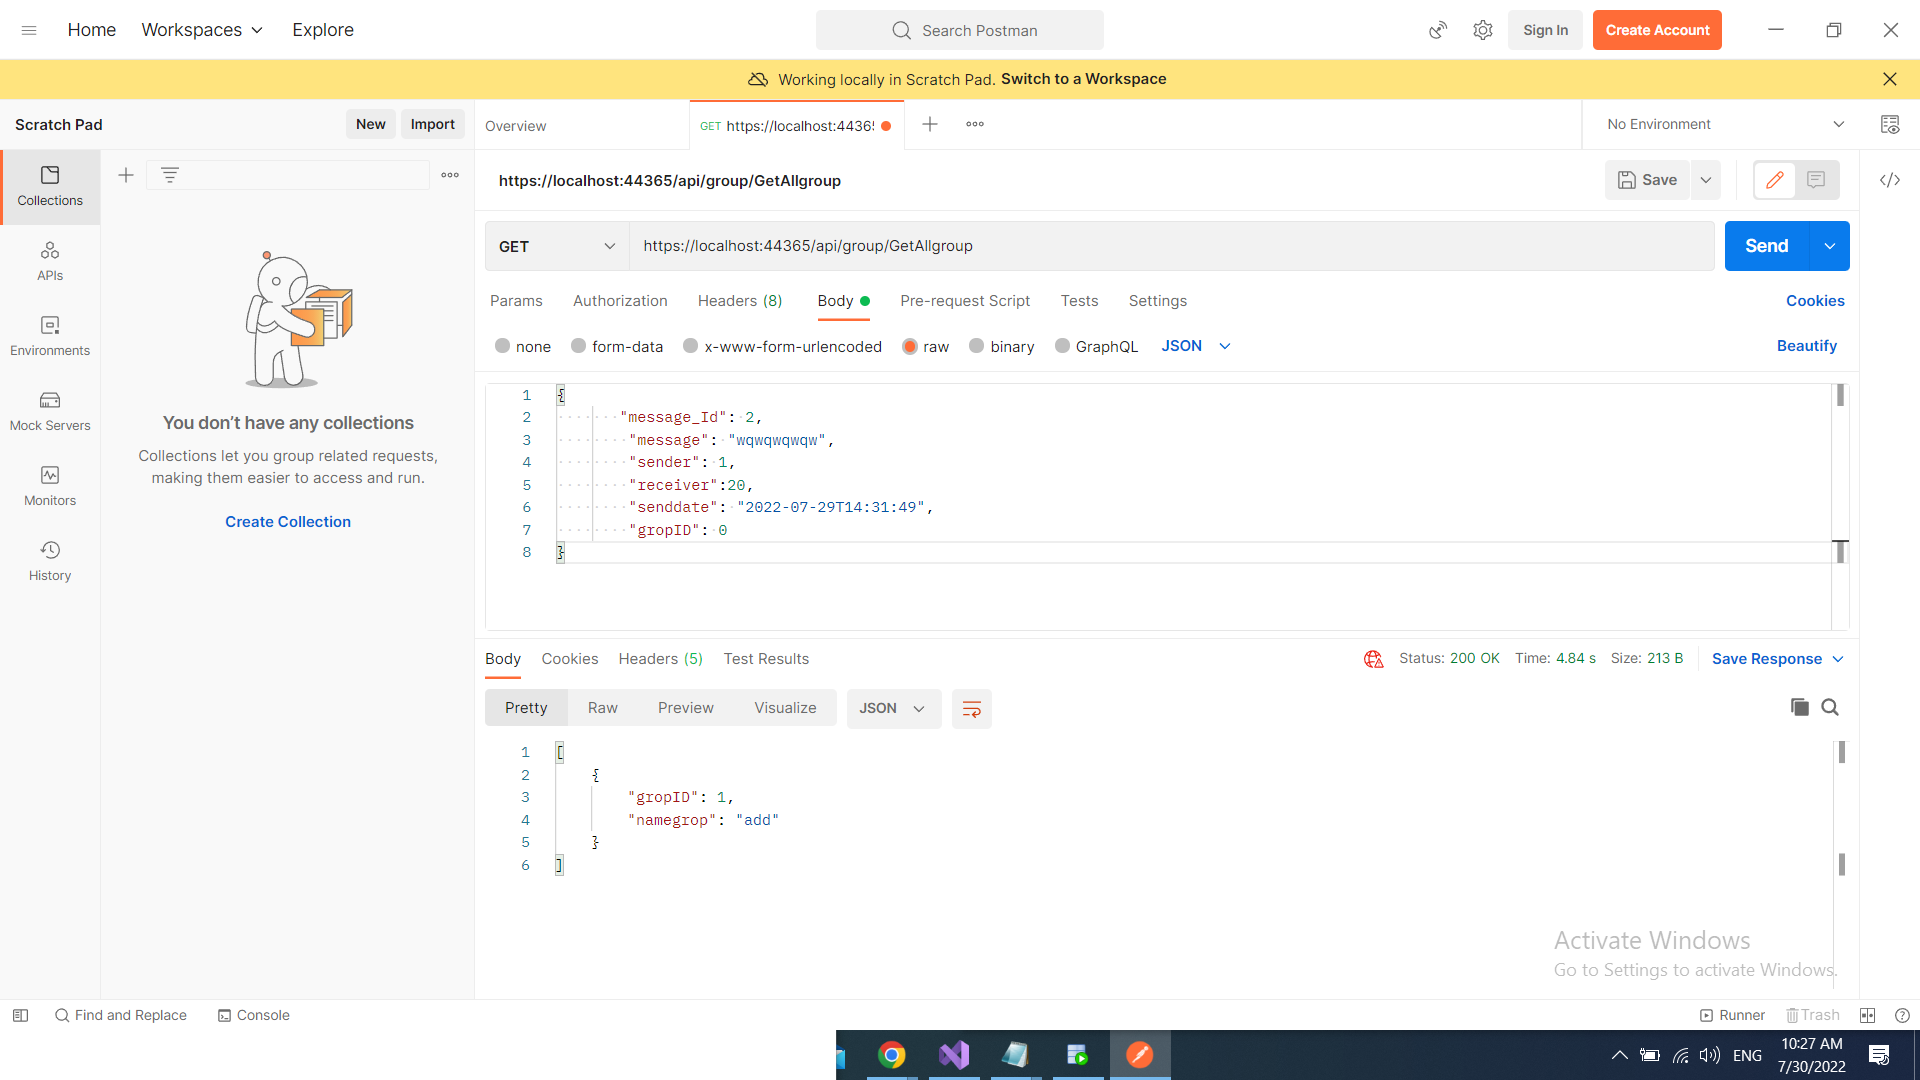 Home Workspaces Explore Search Postman Sign In Create Account
Working locally in Scratch Pad. Switch to a Workspace
Scratch Pad New Import Overview GET https://localhost:44365 No Environment
Collections
APIs
Environments
Mock Servers
Monitors
History
You don’t have any collections
Collections let you group related requests,
making them easier to access and run.
Create Collection
https://localhost:44365/api/group/GetAllgroup Save
GET https://localhost:44365/api/group/GetAllgroup Send
Params Authorization Headers (8) Body Pre-request Script Tests Settings Cookies
none form-data x-www-form-urlencoded raw binary GraphQL JSON Beautify
1 {
2 "message_Id": 2,
3 "message": "wqwqwqwqw",
4 "sender": 1,
5 "receiver":20,
6 "senddate": "2022-07-29T14:31:49",
7 "gropID": 0
8 }
Body Cookies Headers (5) Test Results Status: 200 OK Time: 4.84 s Size: 213 B Save Response
Pretty Raw Preview Visualize JSON
1 [
2 {
3 "gropID": 1,
4 "namegrop": "add"
5 }
6 ]
Activate Windows
Go to Settings to activate Windows.
Find and Replace Console Runner Trash
ENG 10:27 AM
7/30/2022